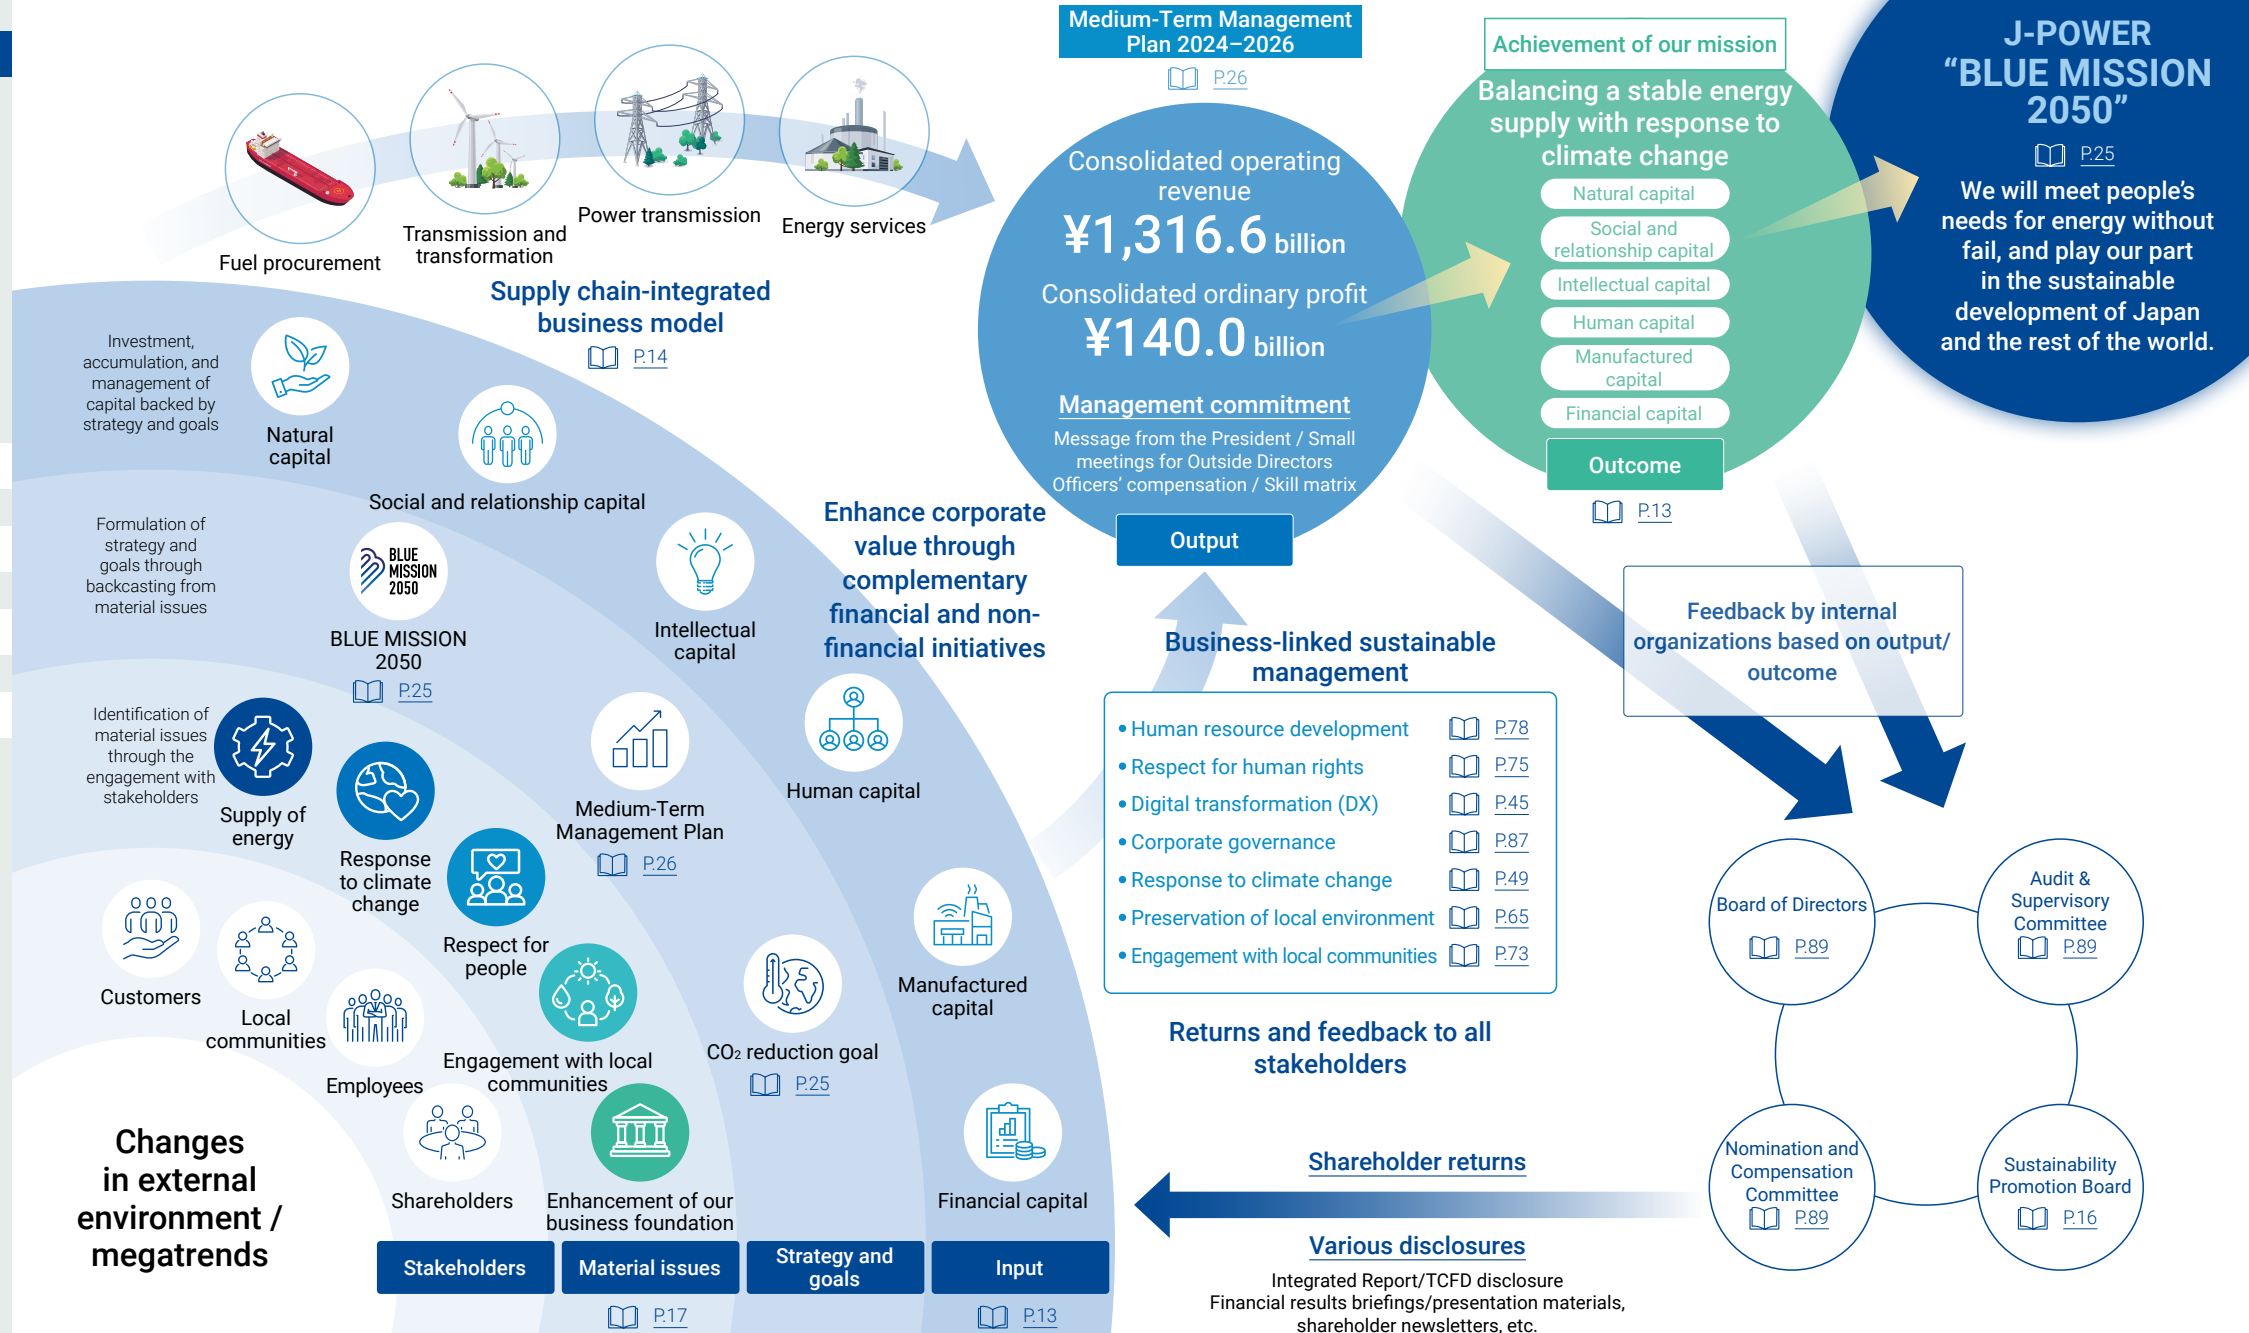 Fuel procurement
Transmission and
transformation
Power transmission
Energy services
Supply chain-integrated
business model
P.14
Investment,
accumulation, and
management of
capital backed by
strategy and goals
Natural
capital
Social and relationship capital
Intellectual
capital
Human capital
Manufactured
capital
Financial capital
Input
P.13
Formulation of
strategy and
goals through
backcasting from
material issues
BLUE
MISSION
2050
BLUE MISSION
2050
P.25
Medium-Term
Management Plan
P.26
CO2 reduction goal
P.25
Strategy and
goals
Identification of
material issues
through the
engagement with
stakeholders
Supply of
energy
Response
to climate
change
Respect for
people
Engagement with local
communities
Enhancement of our
business foundation
Material issues
P.17
Customers
Local
communities
Employees
Shareholders
Stakeholders
Changes
in external
environment /
megatrends
Enhance corporate
value through
complementary
financial and non-
financial initiatives
Medium-Term Management
Plan 2024–2026
P.26
Consolidated operating
revenue
¥1,316.6 billion
Consolidated ordinary profit
¥140.0 billion
Management commitment
Message from the President / Small
meetings for Outside Directors
Officers’ compensation / Skill matrix
Output
Achievement of our mission
Balancing a stable energy
supply with response to
climate change
Natural capital
Social and
relationship capital
Intellectual capital
Human capital
Manufactured
capital
Financial capital
Outcome
P.13
J-POWER
“BLUE MISSION
2050”
P.25
We will meet people’s
needs for energy without
fail, and play our part
in the sustainable
development of Japan
and the rest of the world.
Business-linked sustainable
management
• Human resource development P.78
• Respect for human rights P.75
• Digital transformation (DX) P.45
• Corporate governance P.87
• Response to climate change P.49
• Preservation of local environment P.65
• Engagement with local communities P.73
Feedback by internal
organizations based on output/
outcome
Board of Directors
P.89
Audit &
Supervisory
Committee
P.89
Nomination and
Compensation
Committee
P.89
Sustainability
Promotion Board
P.16
Returns and feedback to all
stakeholders
Shareholder returns
Various disclosures
Integrated Report/TCFD disclosure
Financial results briefings/presentation materials,
shareholder newsletters, etc.